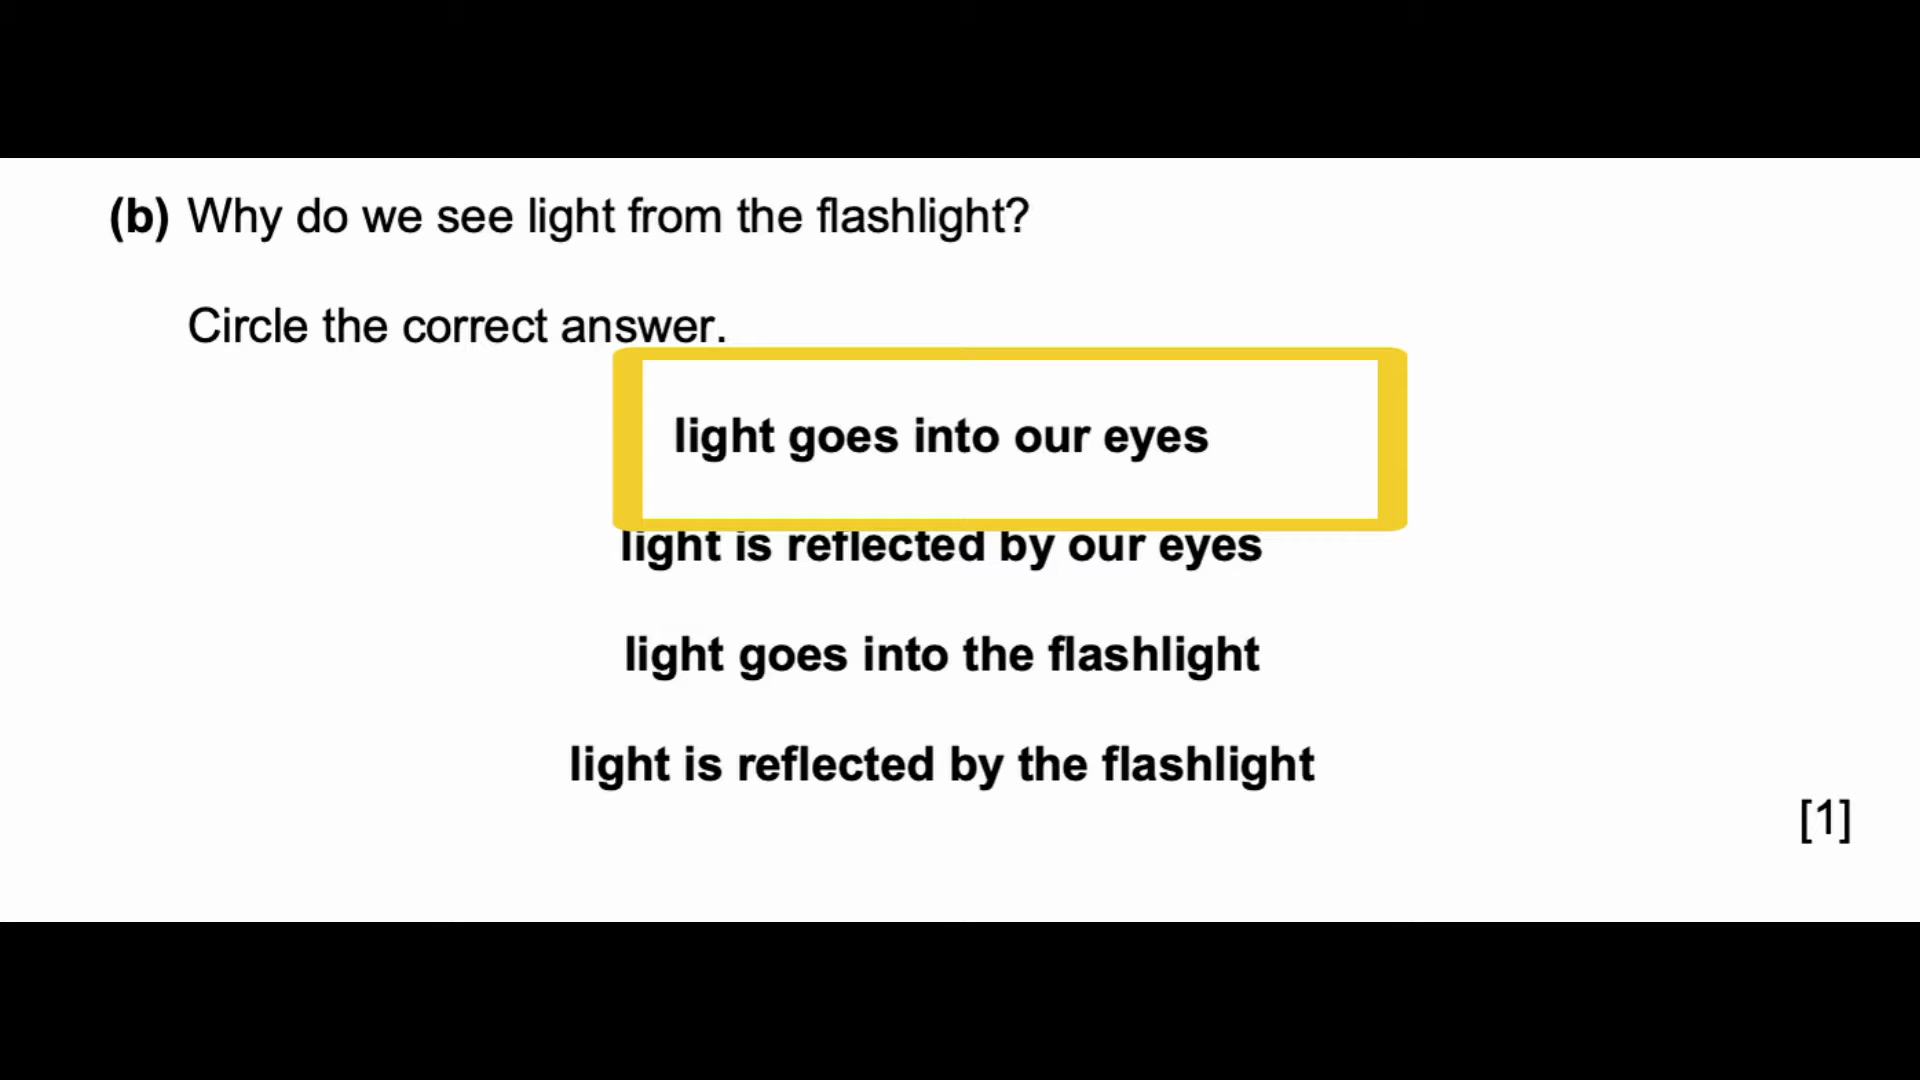 (b) Why do we see light from the flashlight?
Circle the correct answer.
light goes into our eyes
light is reflected by our eyes
light goes into the flashlight
light is reflected by the flashlight
[1]